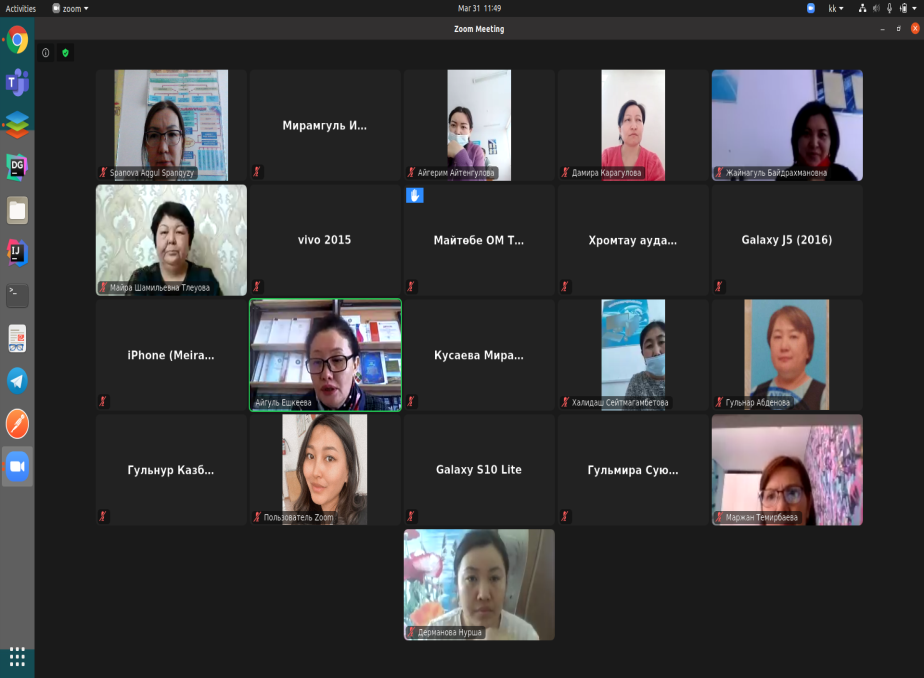 Activities
zoom
Mar 31 11:49
kk
Zoom Meeting
Spanova Aqgul Spanqyzy
Мирамгуль И...
Айгерим Айтенгулова
Дамира Карагулова
Жайнагуль Байдрахмановна
Майра Шамильевна Тлеуова
vivo 2015
Майтөбе ОМ Т...
Хромтау ауда...
Galaxy J5 (2016)
iPhone (Meira...
Айгуль Ешкеева
Кусаева Мира...
Халидаш Сейтмагамбетова
Гульнар Абденова
Гульнур Казб...
Пользователь Zoom
Galaxy S10 Lite
Гульмира Сую...
Маржан Темирбаева
Дерманова Нурша
DG
IJ